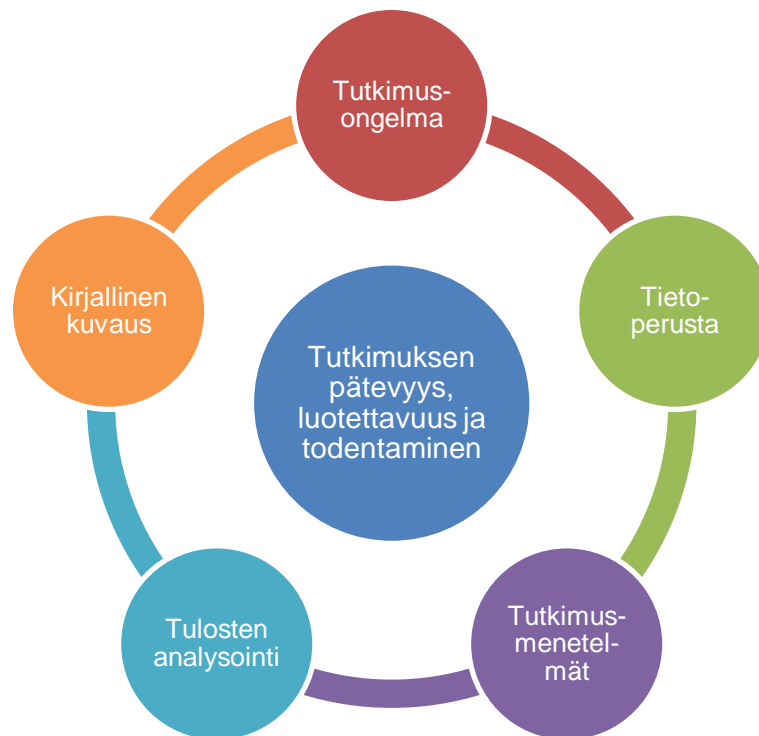 Tutkimus-
ongelma
Tieto-
perusta
Tutkimus-
menetel-
mät
Tulosten
analysointi
Kirjallinen
kuvaus
Tutkimuksen
pätevyys,
luotettavuus ja
todentaminen